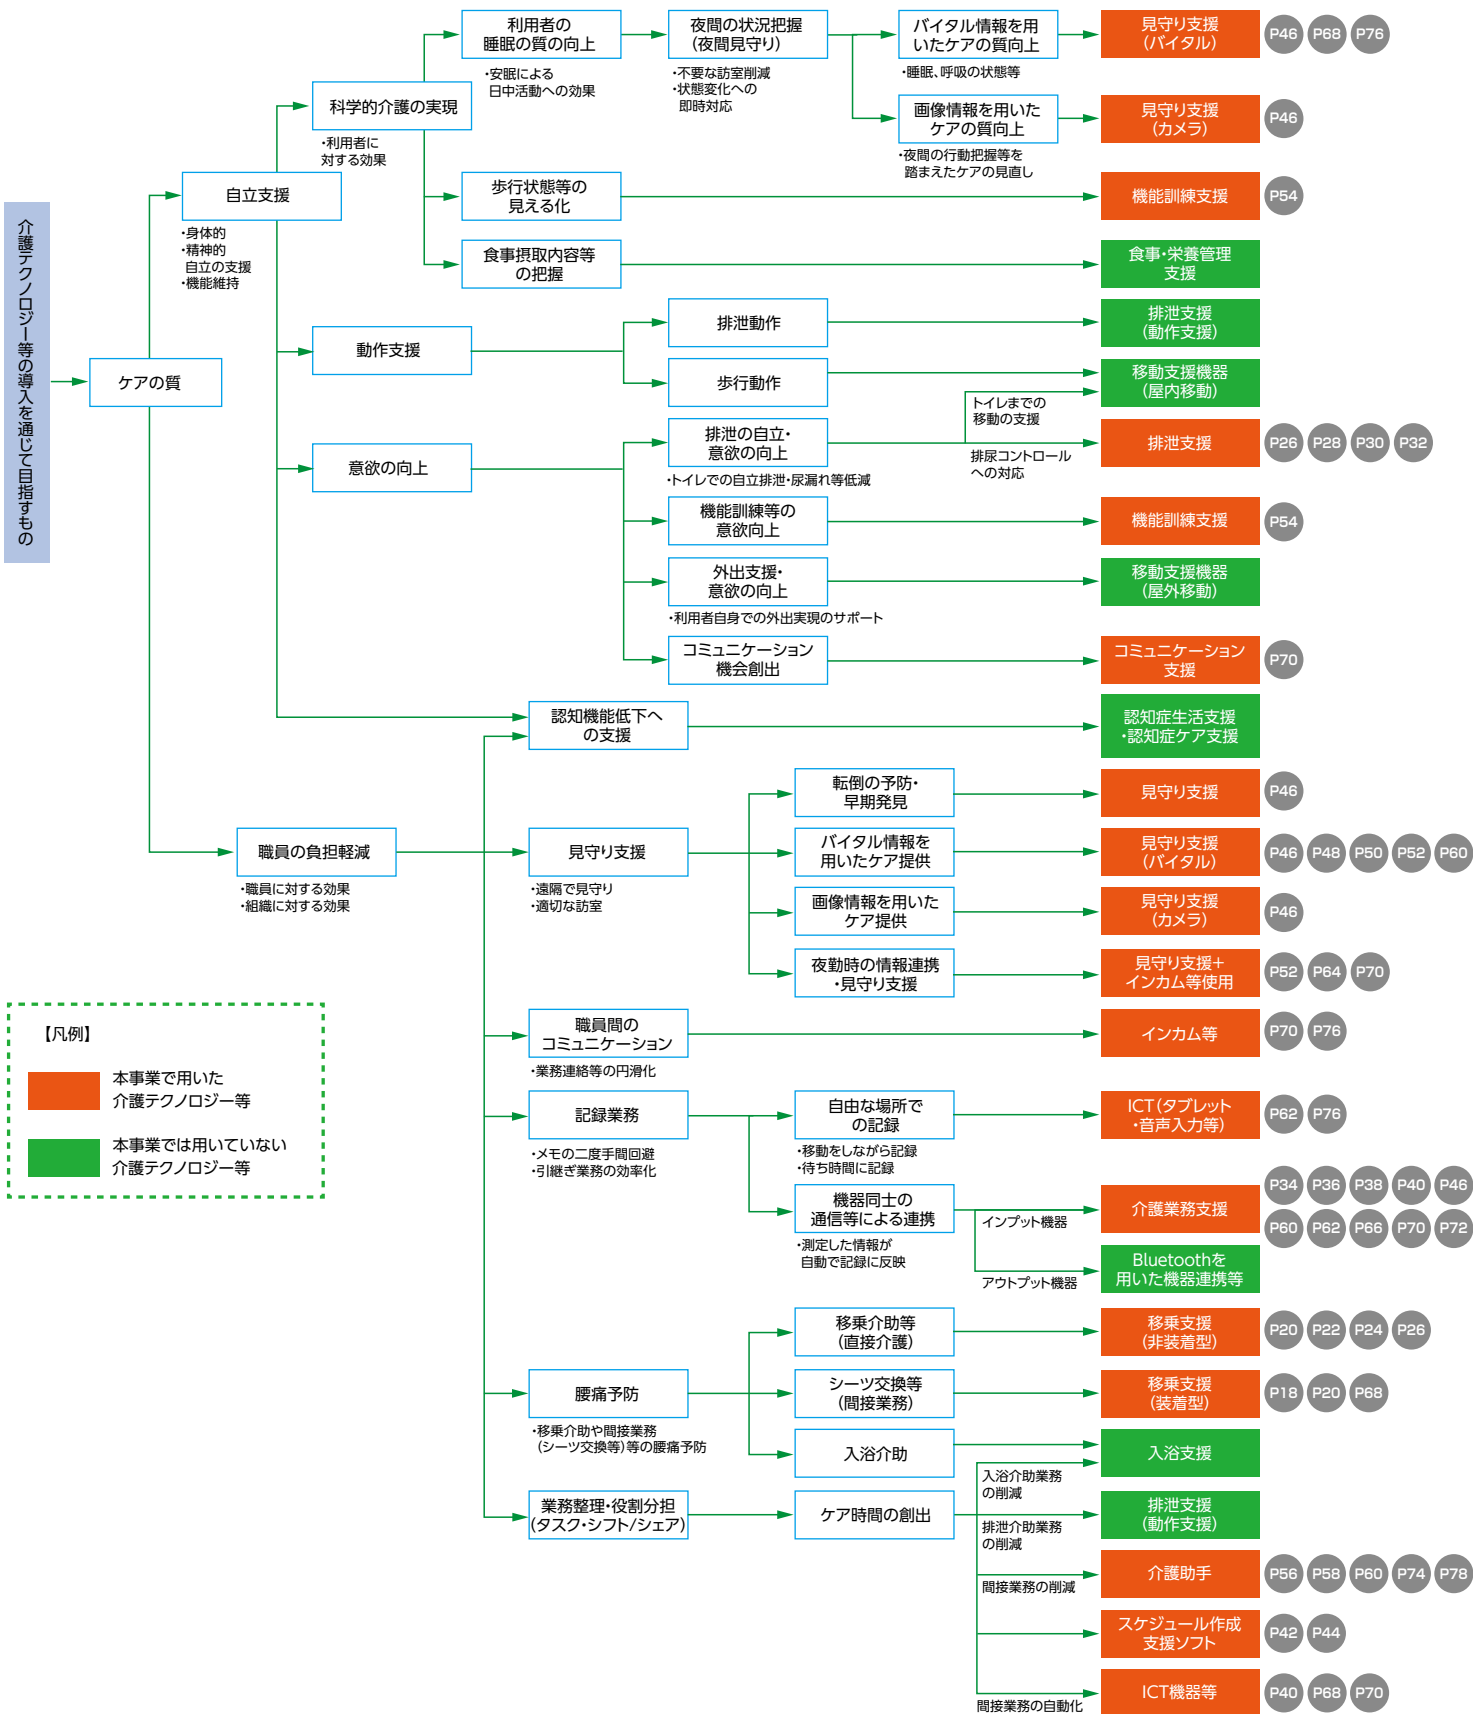 介護テクノロジー等の導入を通じて目指すもの
ケアの質
自立支援
・身体的
・精神的
自立の支援
・機能維持
科学的介護の実現
・利用者に
対する効果
利用者の
睡眠の質の向上
・安眠による
日中活動への効果
夜間の状況把握
(夜間見守り)
・不要な訪室削減
・状態変化への
即時対応
バイタル情報を用
いたケアの質向上
・睡眠、呼吸の状態等
見守り支援
(バイタル)
P46 P68 P76
画像情報を用いた
ケアの質向上
・夜間の行動把握等を
踏まえたケアの見直し
見守り支援
(カメラ)
P46
歩行状態等の
見える化
機能訓練支援
P54
食事摂取内容等
の把握
食事・栄養管理
支援
動作支援
排泄動作
排泄支援
(動作支援)
歩行動作
移動支援機器
(屋内移動)
意欲の向上
排泄の自立・
意欲の向上
・トイレでの自立排泄・尿漏れ等低減
トイレまでの
移動の支援
排尿コントロール
への対応
排泄支援
P26 P28 P30 P32
機能訓練等の
意欲向上
機能訓練支援
P54
外出支援・
意欲の向上
・利用者自身での外出実現のサポート
移動支援機器
(屋外移動)
コミュニケーション
機会創出
コミュニケーション
支援
P70
認知機能低下へ
の支援
認知症生活支援
・認知症ケア支援
職員の負担軽減
・職員に対する効果
・組織に対する効果
見守り支援
・遠隔で見守り
・適切な訪室
転倒の予防・
早期発見
見守り支援
P46
バイタル情報を
用いたケア提供
見守り支援
(バイタル)
P46 P48 P50 P52 P60
画像情報を用いた
ケア提供
見守り支援
(カメラ)
P46
夜勤時の情報連携
・見守り支援
見守り支援+
インカム等使用
P52 P64 P70
職員間の
コミュニケーション
・業務連絡等の円滑化
インカム等
P70 P76
記録業務
・メモの二度手間回避
・引継ぎ業務の効率化
自由な場所で
の記録
・移動をしながら記録
・待ち時間に記録
ICT(タブレット
・音声入力等)
P62 P76
機器同士の
通信等による連携
・測定した情報が
自動で記録に反映
インプット機器
介護業務支援
P34 P36 P38 P40 P46
P60 P62 P66 P70 P72
アウトプット機器
Bluetoothを
用いた機器連携等
腰痛予防
・移乗介助や間接業務
(シーツ交換等)等の腰痛予防
移乗介助等
(直接介護)
移乗支援
(非装着型)
P20 P22 P24 P26
シーツ交換等
(間接業務)
移乗支援
(装着型)
P18 P20 P68
入浴介助
入浴支援
業務整理・役割分担
(タスク・シフト/シェア)
ケア時間の創出
入浴介助業務
の削減
排泄介助業務
の削減
排泄支援
(動作支援)
間接業務の削減
介護助手
P56 P58 P60 P74 P78
スケジュール作成
支援ソフト
P42 P44
間接業務の自動化
ICT機器等
P40 P68 P70
【凡例】
本事業で用いた
介護テクノロジー等
本事業では用いていない
介護テクノロジー等